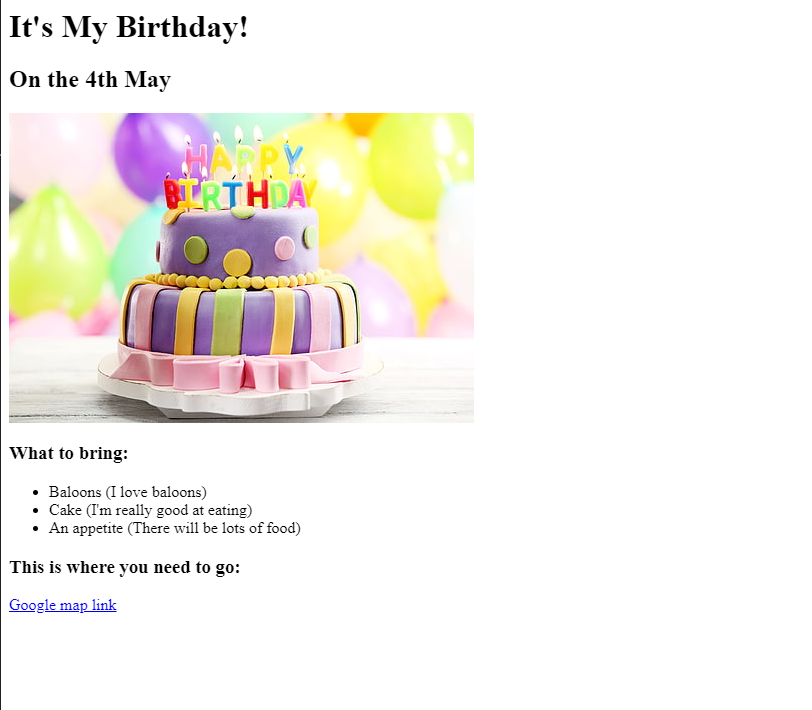 It's My Birthday!
On the 4th May
HAPPY
BIRTHDAY
What to bring:
Baloons (I love baloons)
Cake (I'm really good at eating)
An appetite (There will be lots of food)
This is where you need to go:
Google map link